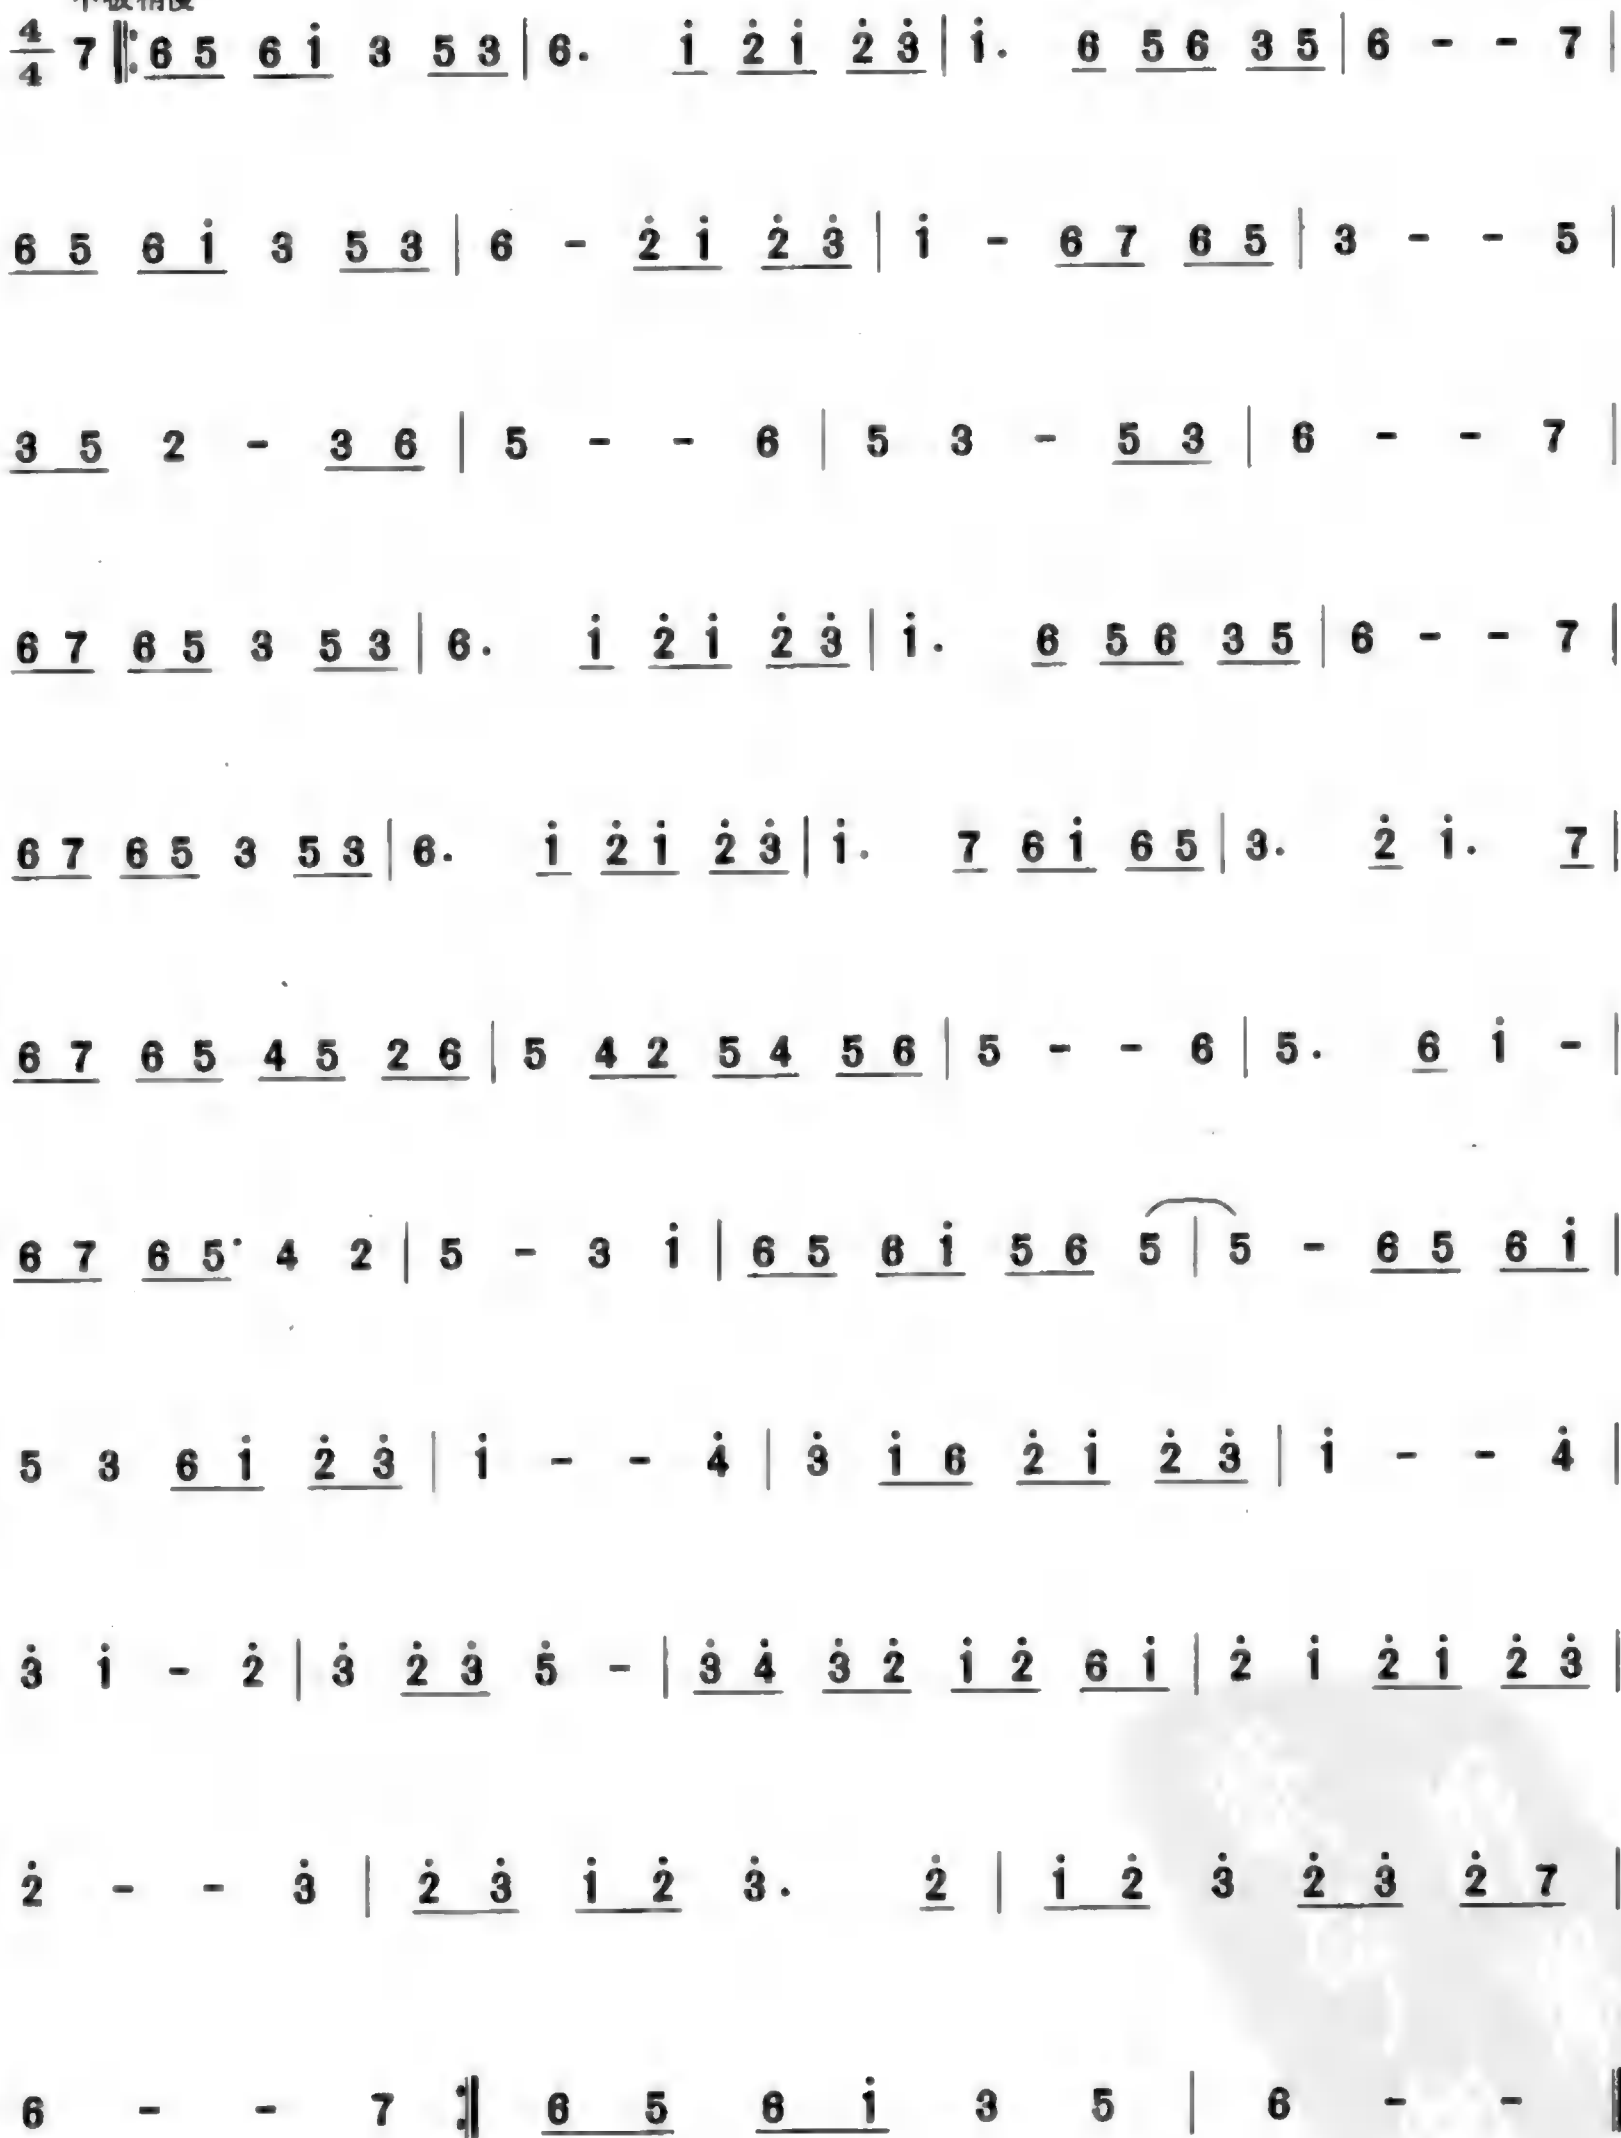 中板稍慢
4/4 7 ‖: 6 5 6 i̇ 3 5 3 | 6. i̇ 2̇ i̇ 2̇ 3̇ | i̇. 6 5 6 3 5 | 6 - - 7 |
6 5 6 i̇ 3 5 3 | 6 - 2̇ i̇ 2̇ 3̇ | i̇ - 6 7 6 5 | 3 - - 5 |
3 5 2 - 3 6 | 5 - - 6 | 5 3 - 5 3 | 6 - - 7 |
6 7 6 5 3 5 3 | 6. i̇ 2̇ i̇ 2̇ 3̇ | i̇. 6 5 6 3 5 | 6 - - 7 |
6 7 6 5 3 5 3 | 6. i̇ 2̇ i̇ 2̇ 3̇ | i̇. 7 6 i̇ 6 5 | 3. 2̇ i̇. 7 |
6 7 6 5 4 5 2 6 | 5 4 2 5 4 5 6 | 5 - - 6 | 5. 6 i̇ - |
6 7 6 5 4 2 | 5 - 3 i̇ | 6 5 6 i̇ 5 6 5 | 5 - 6 5 6 i̇ |
5 3 6 i̇ 2̇ 3̇ | i̇ - - 4̇ | 3̇ i̇ 6 2̇ i̇ 2̇ 3̇ | i̇ - - 4̇ |
3̇ i̇ - 2̇ | 3̇ 2̇ 3̇ 5̇ - | 3̇ 4̇ 3̇ 2̇ i̇ 2̇ 6 i̇ | 2̇ i̇ 2̇ i̇ 2̇ 3̇ |
2̇ - - 3̇ | 2̇ 3̇ i̇ 2̇ 3̇. 2̇ | i̇ 2̇ 3̇ 2̇ 3̇ 2̇ 7 |
6 - - 7 :‖ 6 5 6 i̇ 3 5 | 6 - - ‖